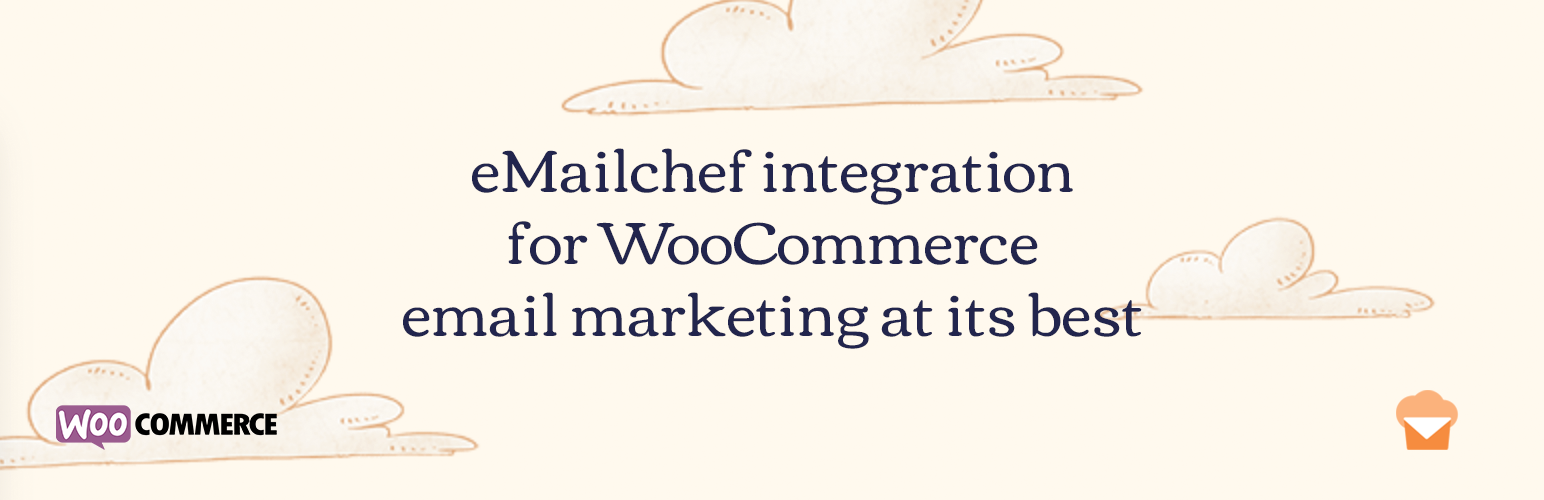 eMailchef integration
for WooCommerce
email marketing at its best
WOO COMMERCE